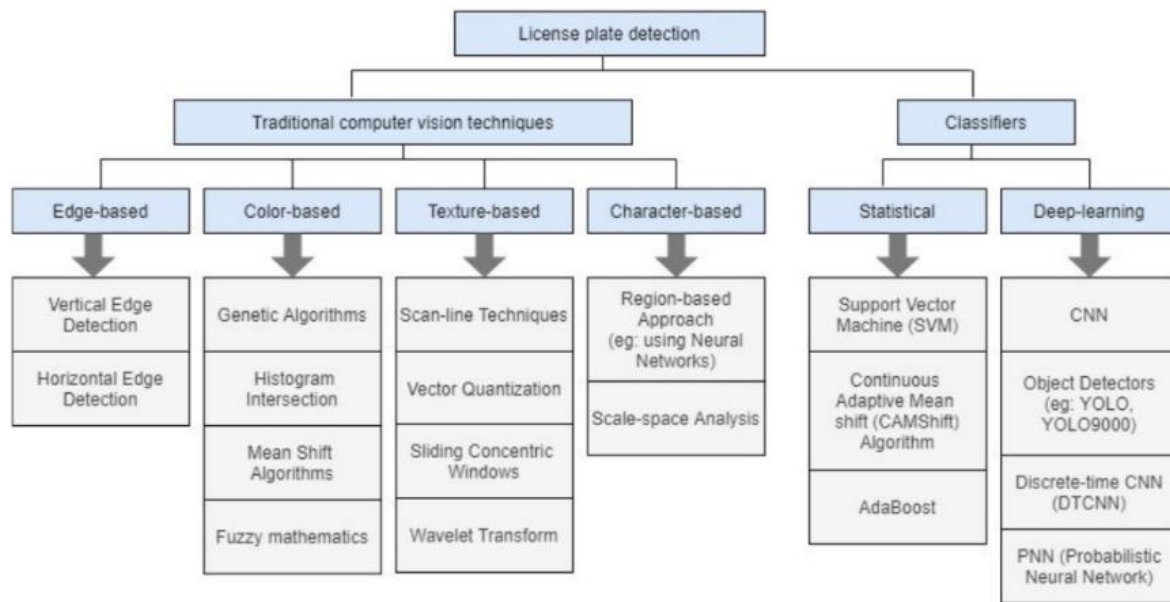 License plate detection
Traditional computer vision techniques
Classifiers
Edge-based
Color-based
Texture-based
Character-based
Statistical
Deep-learning
Vertical Edge
Detection
Horizontal Edge
Detection
Genetic Algorithms
Histogram
Intersection
Mean Shift
Algorithms
Fuzzy mathematics
Scan-line Techniques
Vector Quantization
Sliding Concentric
Windows
Wavelet Transform
Region-based
Approach
(eg: using Neural
Networks)
Scale-space Analysis
Support Vector
Machine (SVM)
Continuous
Adaptive Mean
shift (CAMShift)
Algorithm
AdaBoost
CNN
Object Detectors
(eg: YOLO,
YOLO9000)
Discrete-time CNN
(DTCNN)
PNN (Probabilistic
Neural Network)